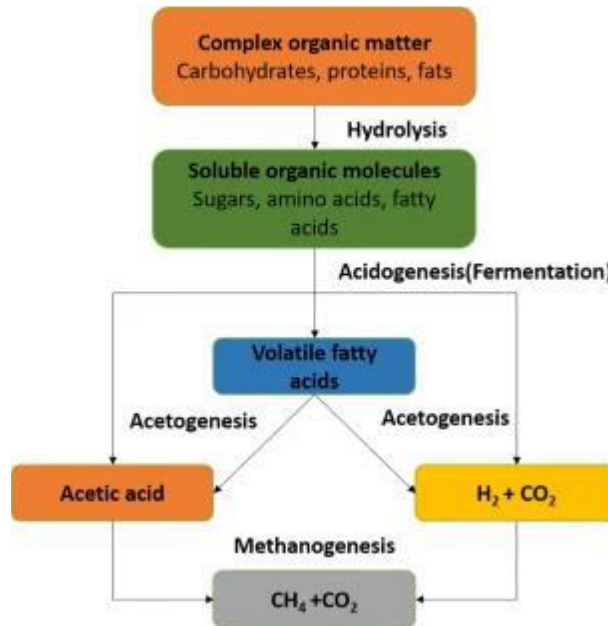 Complex organic matter
Carbohydrates, proteins, fats
Hydrolysis
Soluble organic molecules
Sugars, amino acids, fatty
acids
Acidogenesis(Fermentation)
Volatile fatty
acids
Acetogenesis
Acetogenesis
Acetic acid
H₂ + CO₂
Methanogenesis
CH₄ +CO₂